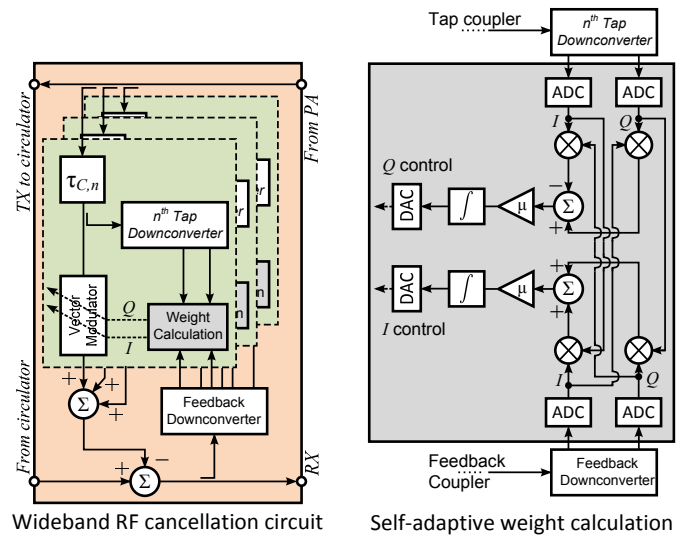 TX to circulator
From PA
τC,n
nth Tap
Downconverter
er
Vector
Modulator
Q
I
Weight
Calculation
n
+
+
+
Σ
Feedback
Downconverter
From circulator
+
−
Σ
RX
Wideband RF cancellation circuit
Tap coupler
nth Tap
Downconverter
ADC
ADC
I
Q
Q control
DAC
∫
μ
−
Σ
+
DAC
∫
μ
+
Σ
+
I control
I
Q
ADC
ADC
Feedback
Coupler
Feedback
Downconverter
Self-adaptive weight calculation